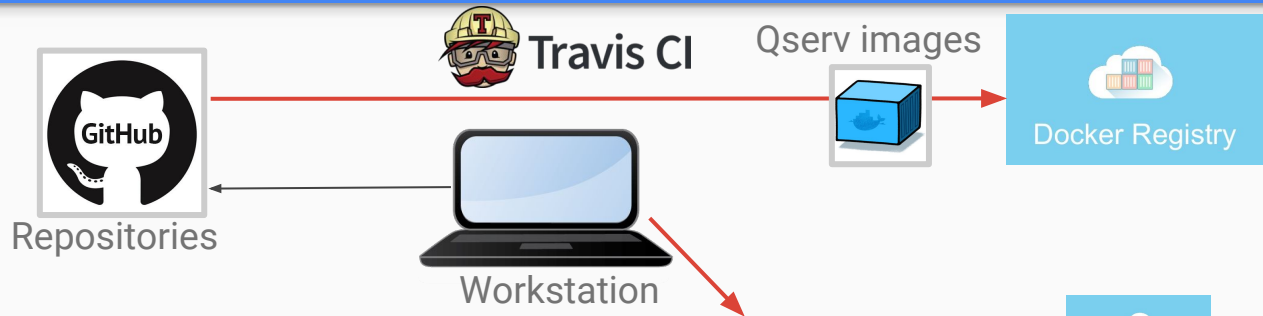 Travis CI
Qserv images
GitHub
Docker Registry
Repositories
Workstation